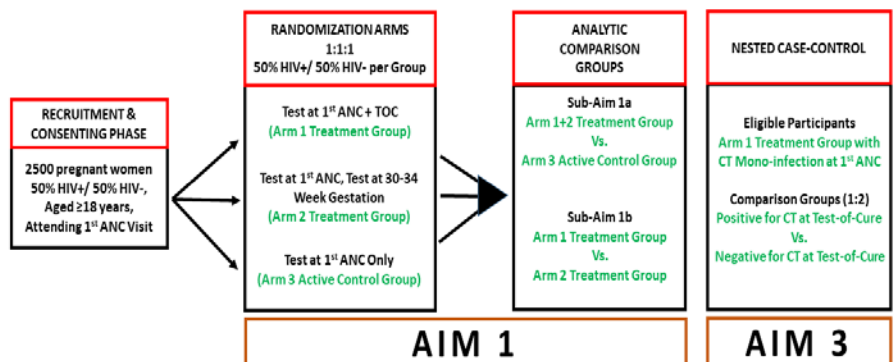 RECRUITMENT &
CONSENTING PHASE
2500 pregnant women
50% HIV+/ 50% HIV-,
Aged ≥18 years,
Attending 1st ANC Visit
RANDOMIZATION ARMS
1:1:1
50% HIV+/ 50% HIV- per Group
Test at 1st ANC + TOC
(Arm 1 Treatment Group)
Test at 1st ANC, Test at 30-34
Week Gestation
(Arm 2 Treatment Group)
Test at 1st ANC Only
(Arm 3 Active Control Group)
ANALYTIC
COMPARISON
GROUPS
Sub-Aim 1a
Arm 1+2 Treatment Group
Vs.
Arm 3 Active Control Group
Sub-Aim 1b
Arm 1 Treatment Group
Vs.
Arm 2 Treatment Group
NESTED CASE-CONTROL
Eligible Participants
Arm 1 Treatment Group with
CT Mono-infection at 1st ANC
Comparison Groups (1:2)
Positive for CT at Test-of-Cure
Vs.
Negative for CT at Test-of-Cure
AIM 1
AIM 3